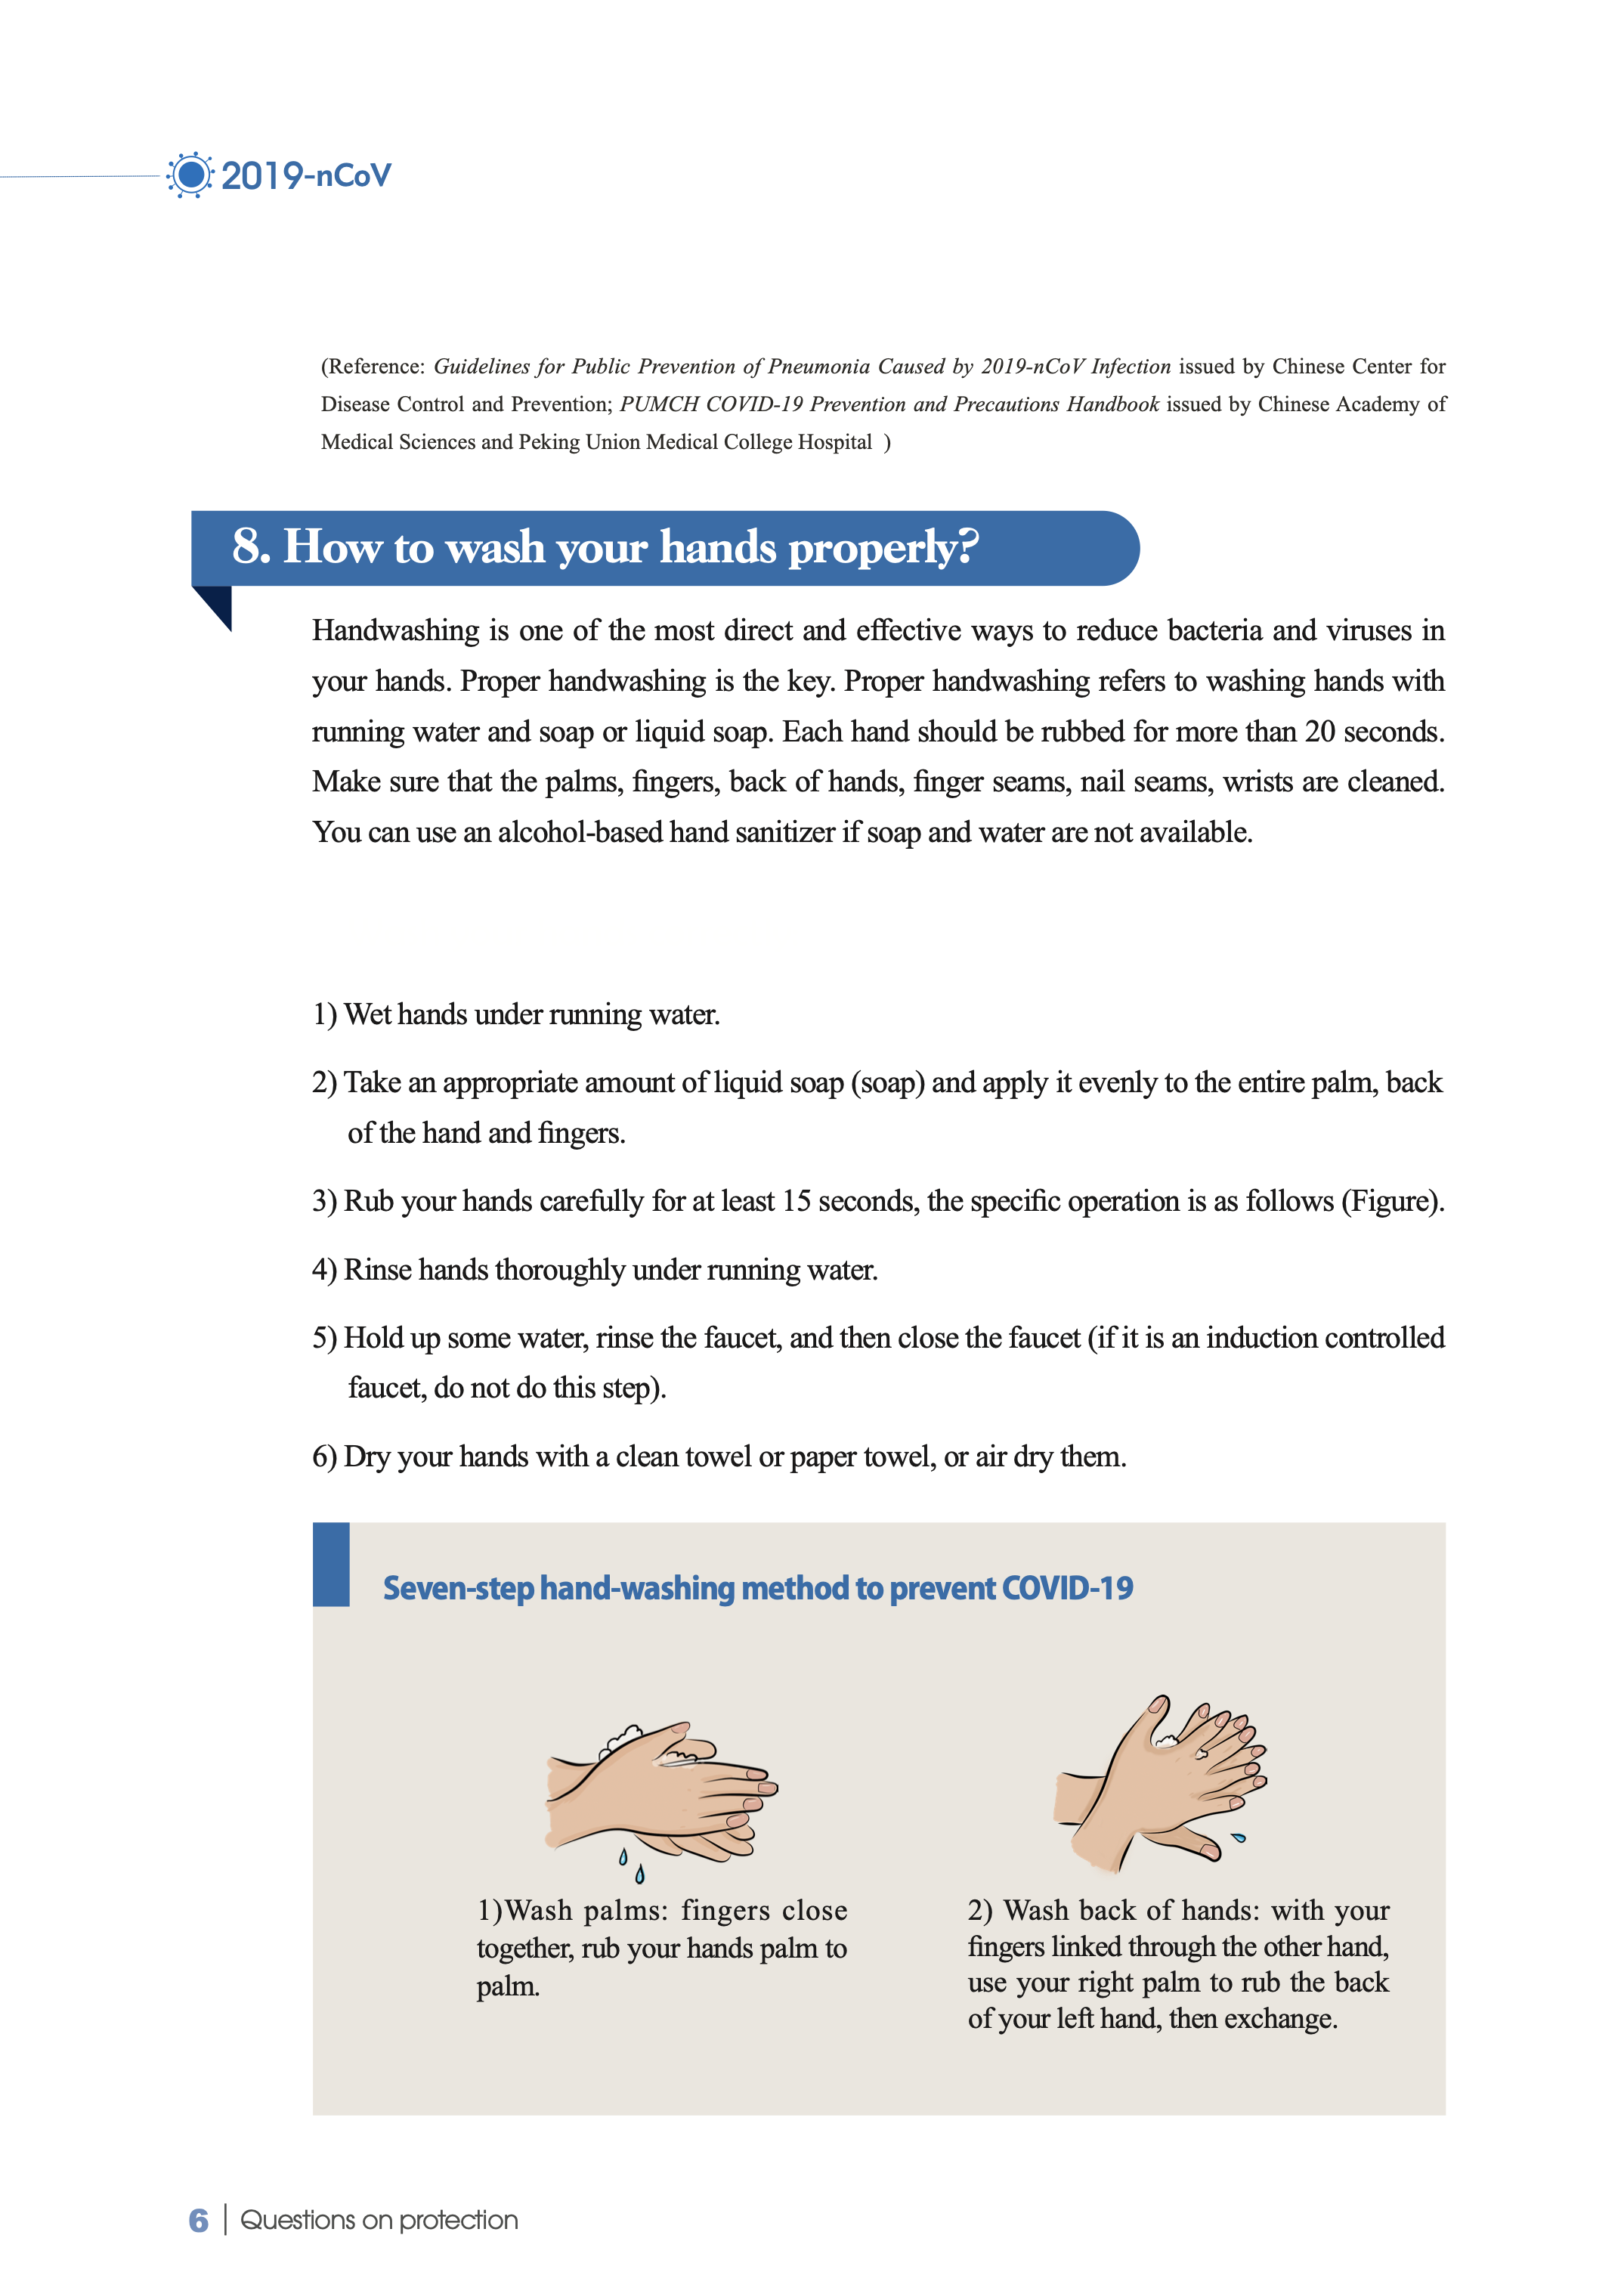 2019-nCoV
(Reference: Guidelines for Public Prevention of Pneumonia Caused by 2019-nCoV Infection issued by Chinese Center for
Disease Control and Prevention; PUMCH COVID-19 Prevention and Precautions Handbook issued by Chinese Academy of
Medical Sciences and Peking Union Medical College Hospital )
8. How to wash your hands properly?
Handwashing is one of the most direct and effective ways to reduce bacteria and viruses in
your hands. Proper handwashing is the key. Proper handwashing refers to washing hands with
running water and soap or liquid soap. Each hand should be rubbed for more than 20 seconds.
Make sure that the palms, fingers, back of hands, finger seams, nail seams, wrists are cleaned.
You can use an alcohol-based hand sanitizer if soap and water are not available.
1) Wet hands under running water.
2) Take an appropriate amount of liquid soap (soap) and apply it evenly to the entire palm, back
of the hand and fingers.
3) Rub your hands carefully for at least 15 seconds, the specific operation is as follows (Figure).
4) Rinse hands thoroughly under running water.
5) Hold up some water, rinse the faucet, and then close the faucet (if it is an induction controlled
faucet, do not do this step).
6) Dry your hands with a clean towel or paper towel, or air dry them.
Seven-step hand-washing method to prevent COVID-19
1)Wash palms: fingers close
together, rub your hands palm to
palm.
2) Wash back of hands: with your
fingers linked through the other hand,
use your right palm to rub the back
of your left hand, then exchange.
6 | Questions on protection